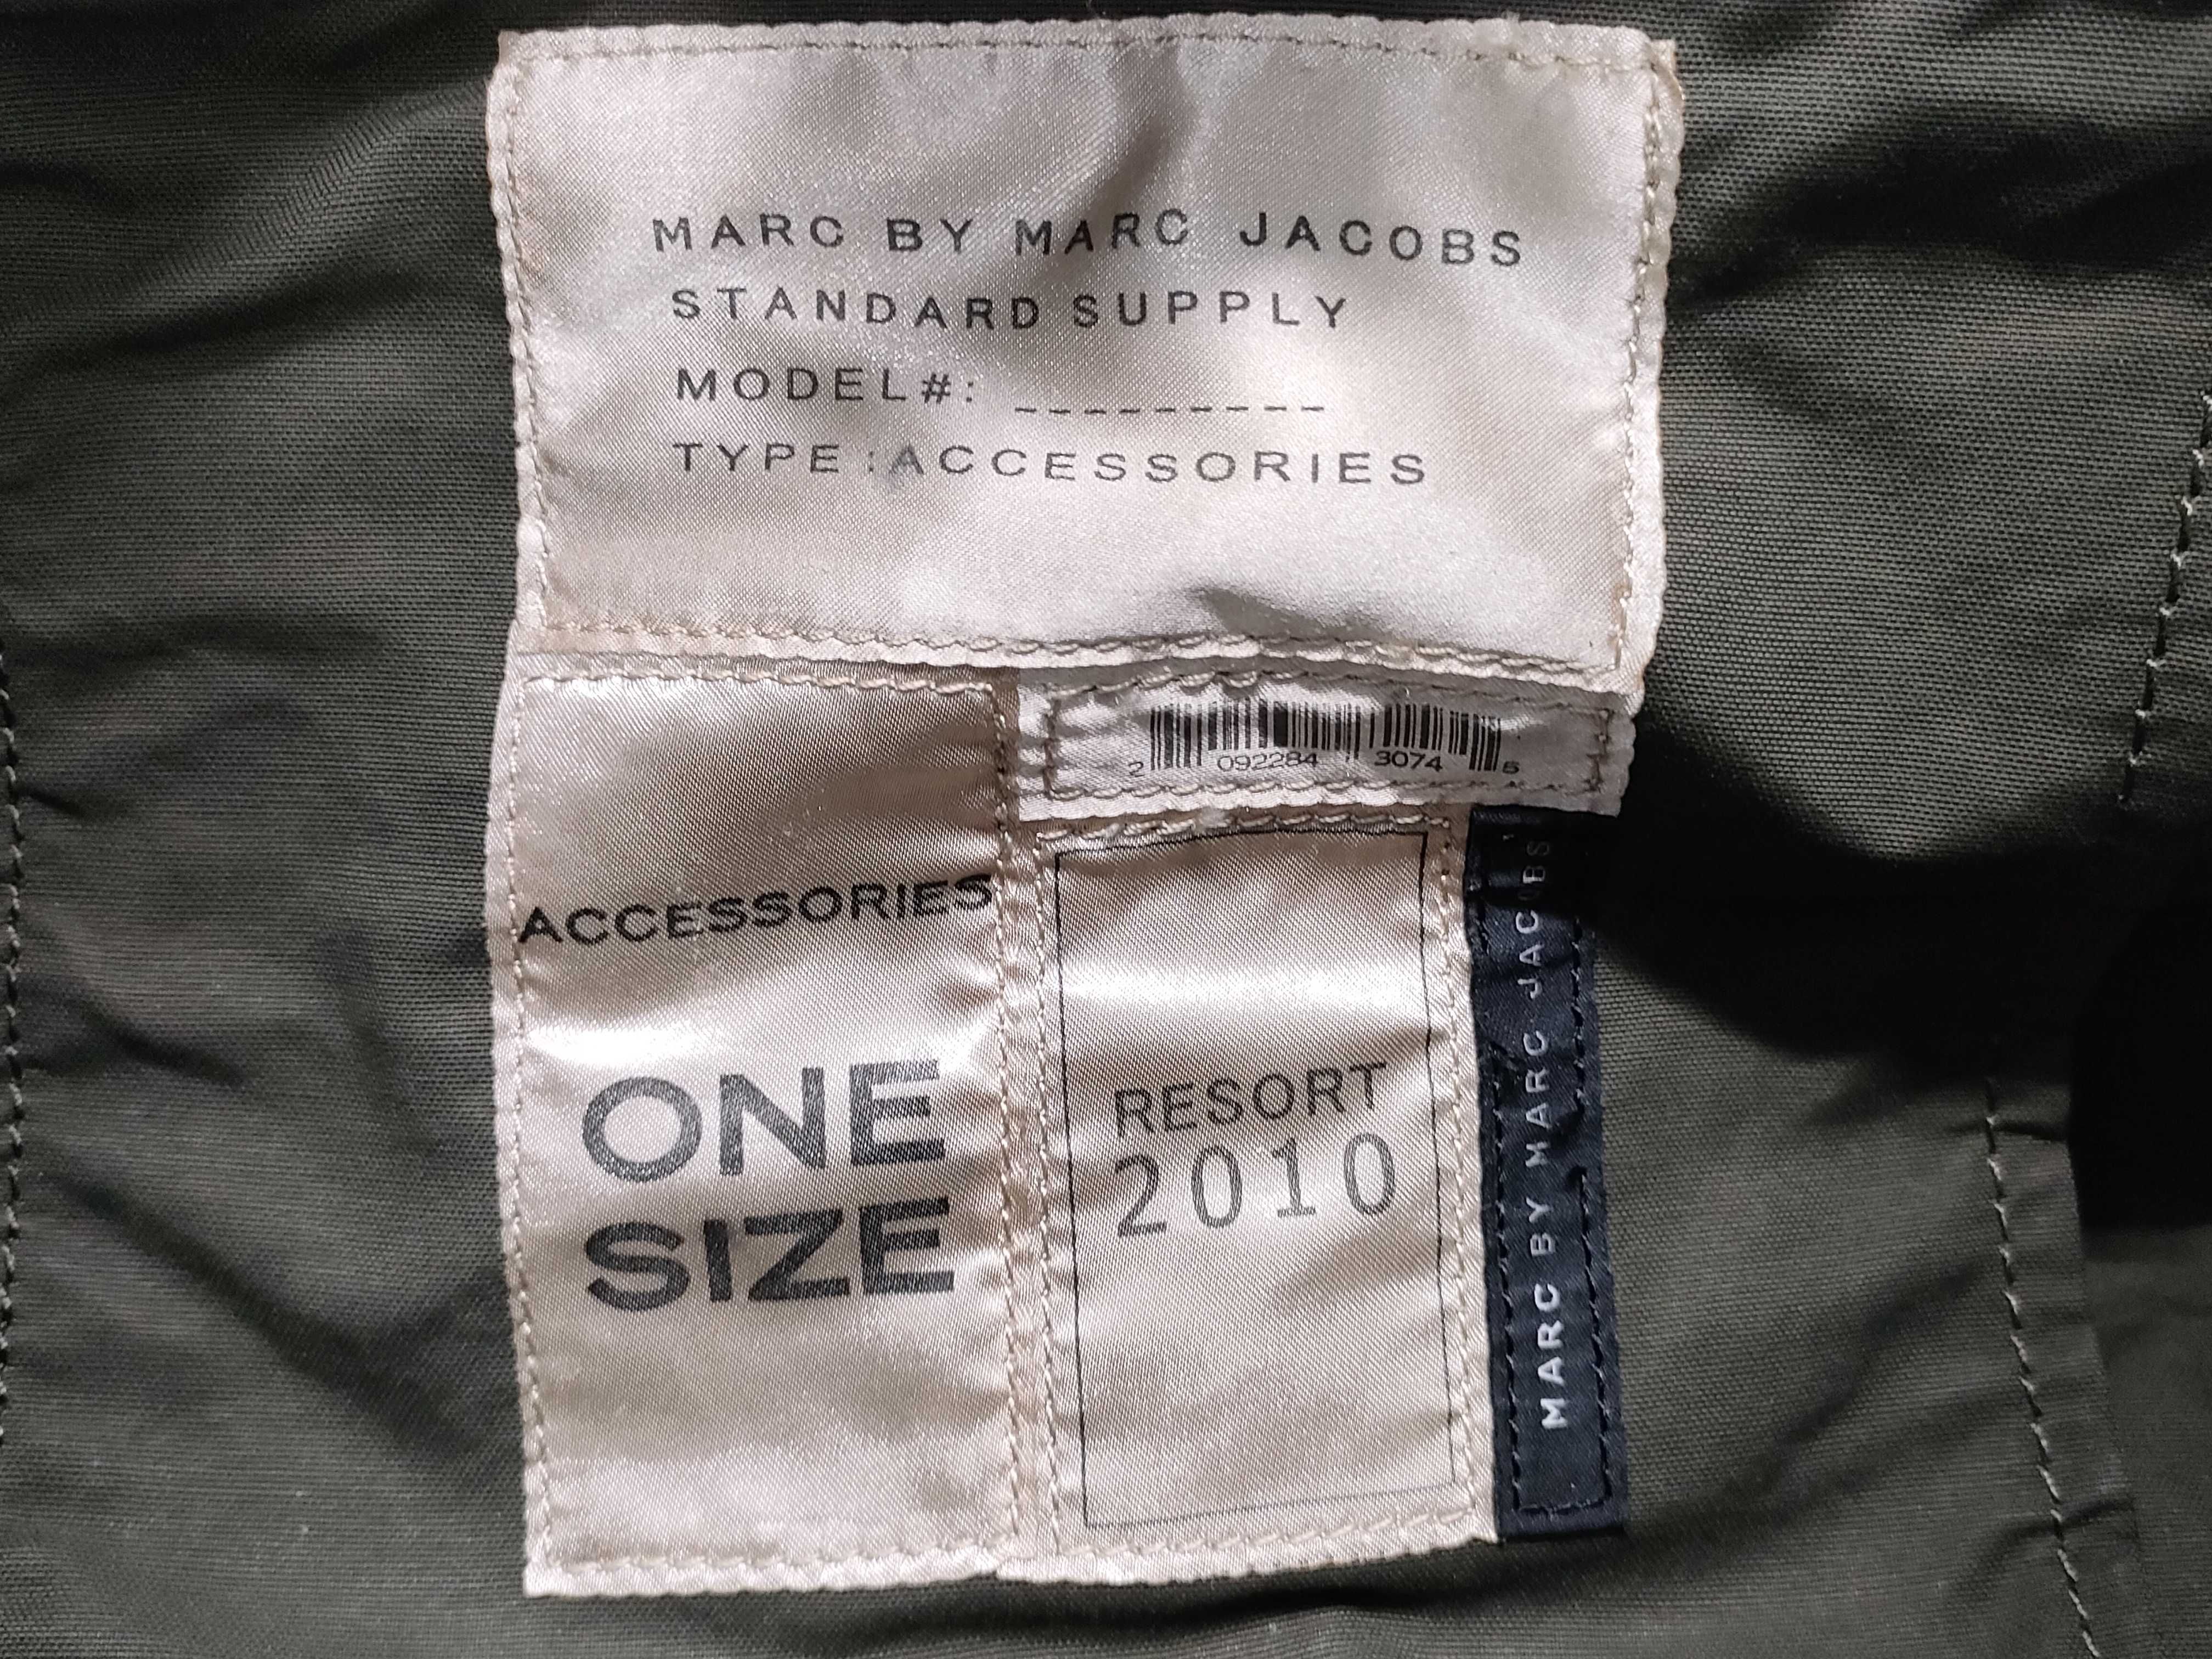 MARC BY MARC JACOBS
STANDARD SUPPLY
MODEL#: _________
TYPE:ACCESSORIES
2 092284 3074 5
ACCESSORIES
ONE
SIZE
RESORT
2010
MARC BY MARC JACOBS